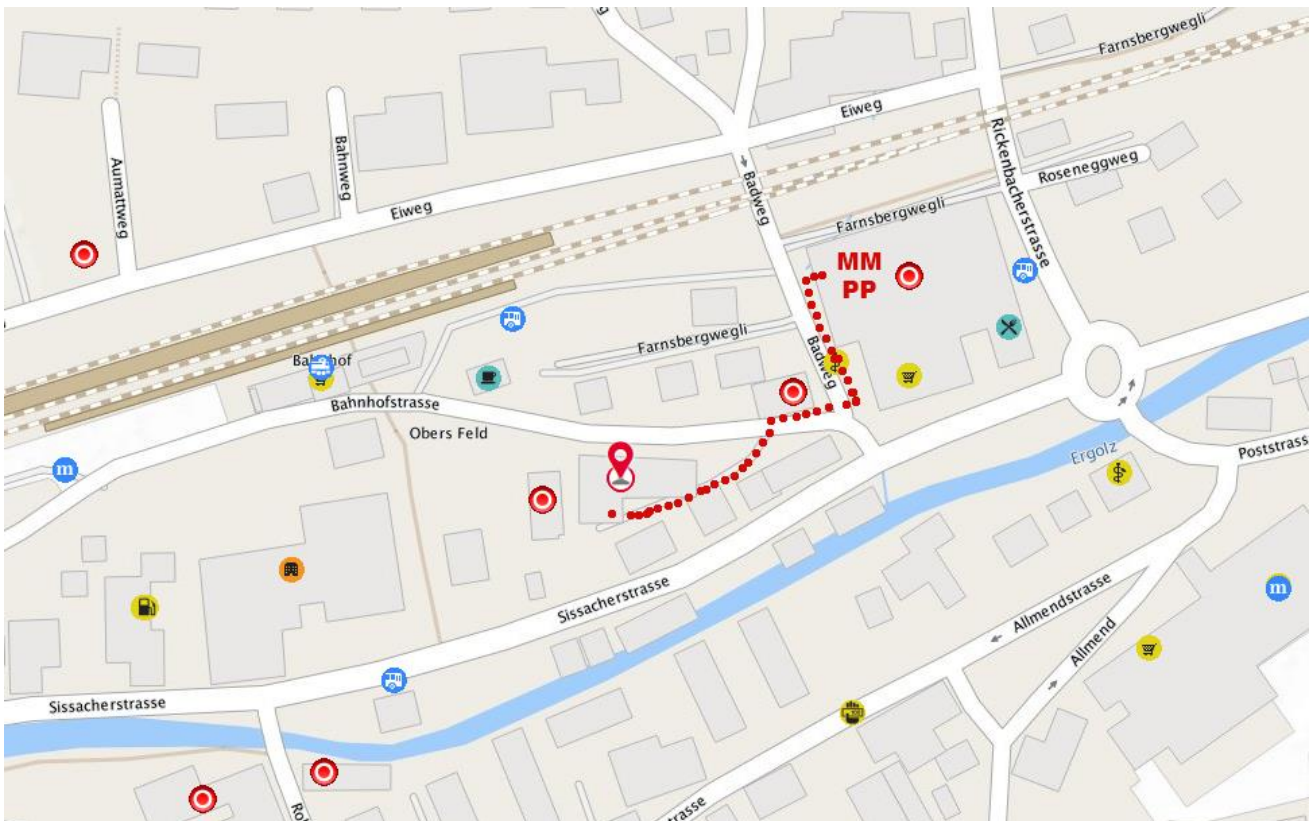 Farnsbergwegli
Eiweg
Rickenbacherstrasse
Bahnweg
Aumattweg
Badweg
Roseneggweg
Eiweg
Farnsbergwegli
MM
PP
Farnsbergwegli
Badweg
Bahnhof
Bahnhofstrasse
Obers Feld
Ergolz
Poststrass
m
Sissacherstrasse
Allmendstrasse
m
Allmend
Sissacherstrasse
strasse